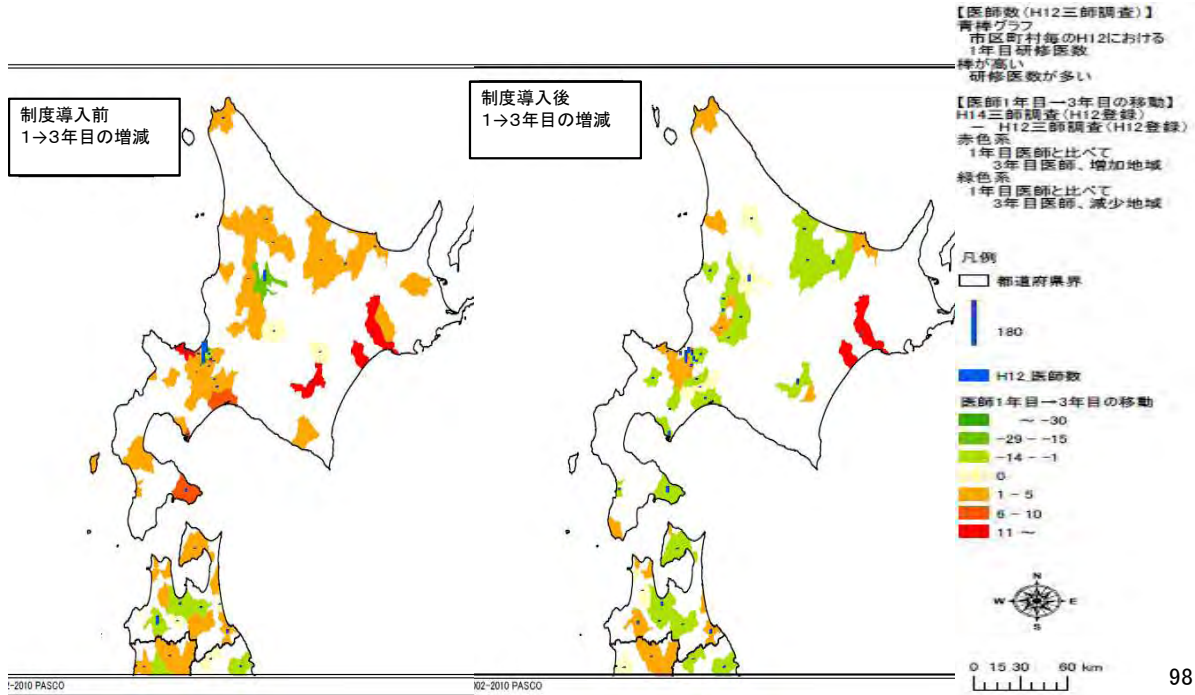 制度導入前
1→3年目の増減
制度導入後
1→3年目の増減
【医師数(H12三師調査)】
青棒グラフ
市区町村毎のH12における
1年目研修医数
棒が高い
研修医数が多い
【医師1年目→3年目の移動】
H14三師調査(H12登録)
－ H12三師調査(H12登録)
赤色系
1年目医師と比べて
3年目医師、増加地域
緑色系
1年目医師と比べて
3年目医師、減少地域
凡例
都道府県界
180
H12_医師数
医師1年目→3年目の移動
～ -30
-29 - -15
-14 - -1
0
1 - 5
6 - 10
11 ～
N
W E
S
0 15 30 60 km
2-2010 PASCO
002-2010 PASCO
98